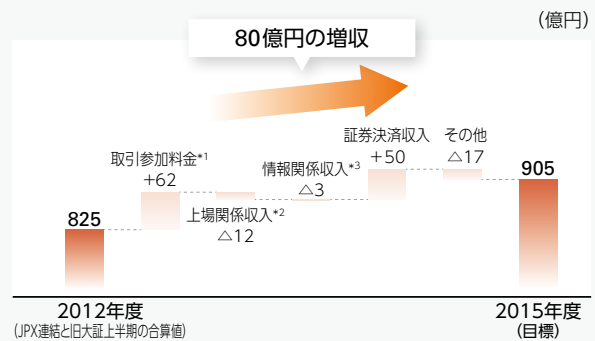 （億円）
80億円の増収
取引参加料金*1
+62
上場関係収入*2
△12
情報関係収入*3
△3
証券決済収入
+50
その他
△17
825
905
2012年度
(JPX連結と旧大証上半期の合算値)
2015年度
(目標)